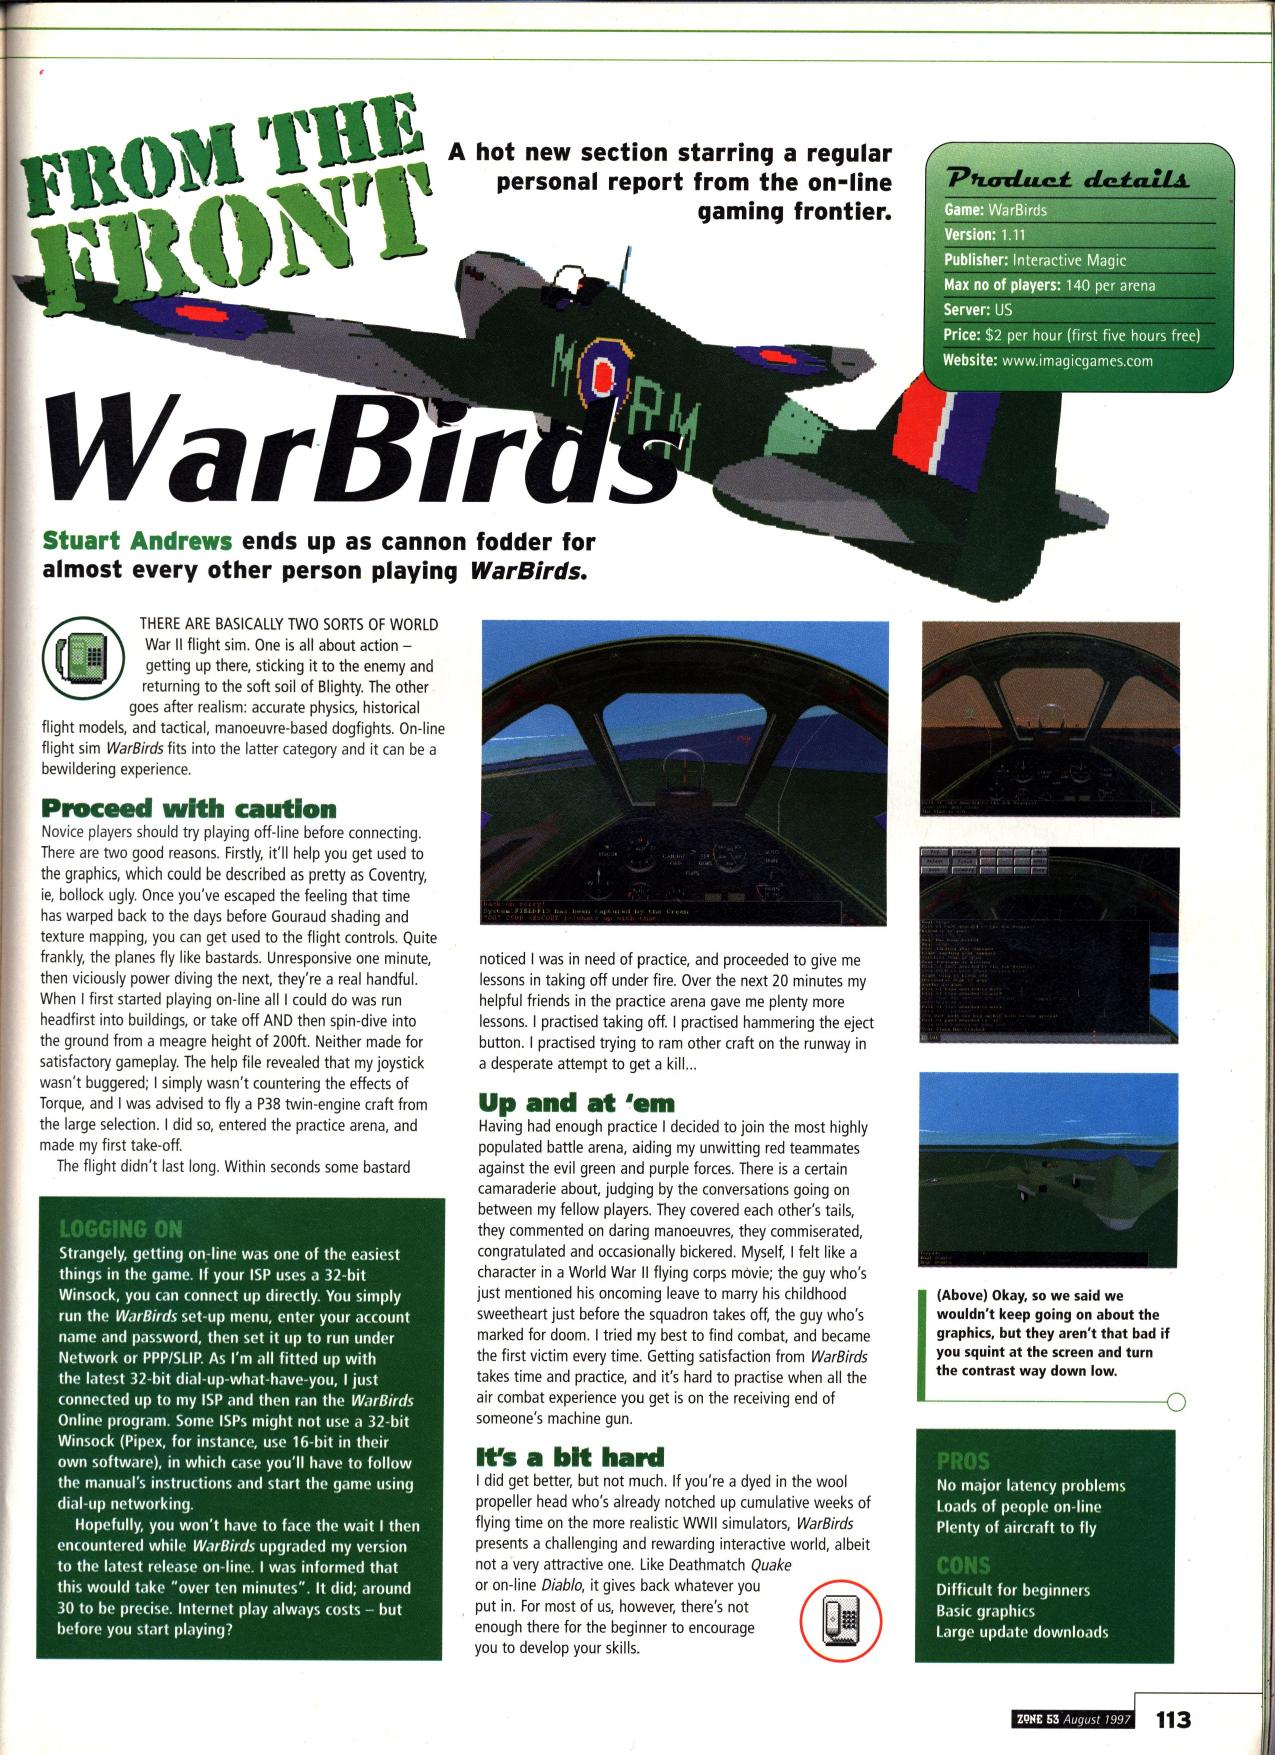 FROM THE
FRONT
A hot new section starring a regular
personal report from the on-line
gaming frontier.
Product details
Game: WarBirds
Version: 1.11
Publisher: Interactive Magic
Max no of players: 140 per arena
Server: US
Price: $2 per hour (first five hours free)
Website: www.imagicgames.com
M
RM
WarBirds
Stuart Andrews ends up as cannon fodder for
almost every other person playing WarBirds.
THERE ARE BASICALLY TWO SORTS OF WORLD
War II flight sim. One is all about action –
getting up there, sticking it to the enemy and
returning to the soft soil of Blighty. The other
goes after realism: accurate physics, historical
flight models, and tactical, manoeuvre-based dogfights. On-line
flight sim WarBirds fits into the latter category and it can be a
bewildering experience.
Proceed with caution
Novice players should try playing off-line before connecting.
There are two good reasons. Firstly, it'll help you get used to
the graphics, which could be described as pretty as Coventry,
ie, bollock ugly. Once you've escaped the feeling that time
has warped back to the days before Gouraud shading and
texture mapping, you can get used to the flight controls. Quite
frankly, the planes fly like bastards. Unresponsive one minute,
then viciously power diving the next, they're a real handful.
When I first started playing on-line all I could do was run
headfirst into buildings, or take off AND then spin-dive into
the ground from a meagre height of 200ft. Neither made for
satisfactory gameplay. The help file revealed that my joystick
wasn't buggered; I simply wasn't countering the effects of
Torque, and I was advised to fly a P38 twin-engine craft from
the large selection. I did so, entered the practice arena, and
made my first take-off.
The flight didn't last long. Within seconds some bastard
LOGGING ON
Strangely, getting on-line was one of the easiest
things in the game. If your ISP uses a 32-bit
Winsock, you can connect up directly. You simply
run the WarBirds set-up menu, enter your account
name and password, then set it up to run under
Network or PPP/SLIP. As I'm all fitted up with
the latest 32-bit dial-up-what-have-you, I just
connected up to my ISP and then ran the WarBirds
Online program. Some ISPs might not use a 32-bit
Winsock (Pipex, for instance, use 16-bit in their
own software), in which case you'll have to follow
the manual's instructions and start the game using
dial-up networking.
Hopefully, you won't have to face the wait I then
encountered while WarBirds upgraded my version
to the latest release on-line. I was informed that
this would take "over ten minutes". It did; around
30 to be precise. Internet play always costs – but
before you start playing?
System: FIELDF13 has been captured by the Green
noticed I was in need of practice, and proceeded to give me
lessons in taking off under fire. Over the next 20 minutes my
helpful friends in the practice arena gave me plenty more
lessons. I practised taking off. I practised hammering the eject
button. I practised trying to ram other craft on the runway in
a desperate attempt to get a kill...
Up and at 'em
Having had enough practice I decided to join the most highly
populated battle arena, aiding my unwitting red teammates
against the evil green and purple forces. There is a certain
camaraderie about, judging by the conversations going on
between my fellow players. They covered each other's tails,
they commented on daring manoeuvres, they commiserated,
congratulated and occasionally bickered. Myself, I felt like a
character in a World War II flying corps movie; the guy who's
just mentioned his oncoming leave to marry his childhood
sweetheart just before the squadron takes off, the guy who's
marked for doom. I tried my best to find combat, and became
the first victim every time. Getting satisfaction from WarBirds
takes time and practice, and it's hard to practise when all the
air combat experience you get is on the receiving end of
someone's machine gun.
It's a bit hard
I did get better, but not much. If you're a dyed in the wool
propeller head who's already notched up cumulative weeks of
flying time on the more realistic WWII simulators, WarBirds
presents a challenging and rewarding interactive world, albeit
not a very attractive one. Like Deathmatch Quake
or on-line Diablo, it gives back whatever you
put in. For most of us, however, there's not
enough there for the beginner to encourage
you to develop your skills.
(Above) Okay, so we said we
wouldn't keep going on about the
graphics, but they aren't that bad if
you squint at the screen and turn
the contrast way down low.
PROS
No major latency problems
Loads of people on-line
Plenty of aircraft to fly
CONS
Difficult for beginners
Basic graphics
Large update downloads
ZONE 53 August 1997
113